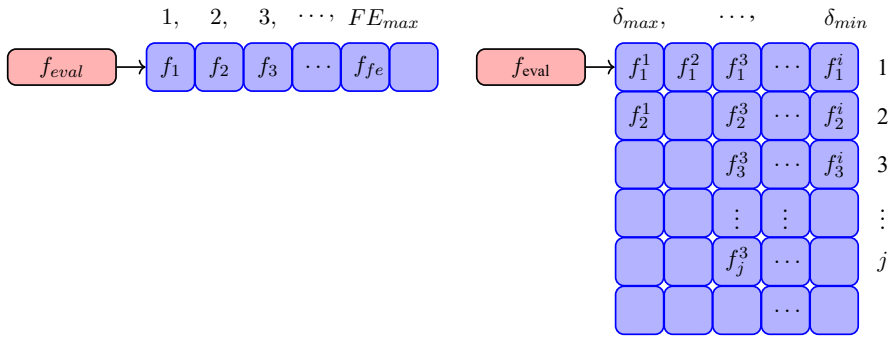 1, 2, 3, ⋯, FE_max
f_eval f_1 f_2 f_3 ⋯ f_fe
δ_max, ⋯, δ_min
f_eval f_1^1 f_1^2 f_1^3 ⋯ f_1^i 1
f_2^1 f_2^3 ⋯ f_2^i 2
f_3^3 ⋯ f_3^i 3
⋮ ⋮ ⋮
f_j^3 ⋯ j
⋯